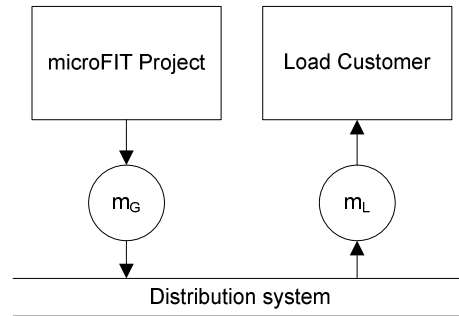 microFIT Project
Load Customer
mG
mL
Distribution system